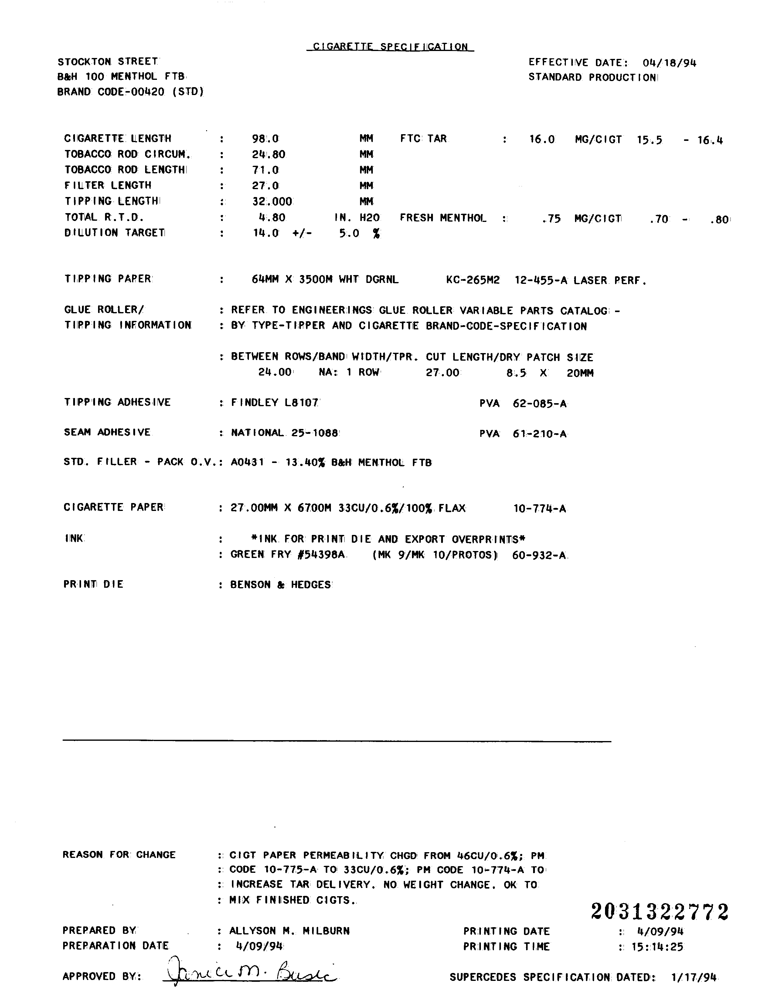 CIGARETTE SPECIFICATION
STOCKTON STREET EFFECTIVE DATE: 04/18/94
B&H 100 MENTHOL FTB STANDARD PRODUCTION
BRAND CODE-00420 (STD)
CIGARETTE LENGTH : 98.0 MM FTC TAR : 16.0 MG/CIGT 15.5 - 16.4
TOBACCO ROD CIRCUM. : 24.80 MM
TOBACCO ROD LENGTH : 71.0 MM
FILTER LENGTH : 27.0 MM
TIPPING LENGTH : 32.000 MM
TOTAL R.T.D. : 4.80 IN. H2O FRESH MENTHOL : .75 MG/CIGT .70 - .80
DILUTION TARGET : 14.0 +/- 5.0 %
TIPPING PAPER : 64MM X 3500M WHT DGRNL KC-265M2 12-455-A LASER PERF.
GLUE ROLLER/ : REFER TO ENGINEERINGS GLUE ROLLER VARIABLE PARTS CATALOG -
TIPPING INFORMATION : BY TYPE-TIPPER AND CIGARETTE BRAND-CODE-SPECIFICATION
: BETWEEN ROWS/BAND WIDTH/TPR. CUT LENGTH/DRY PATCH SIZE
24.00 NA: 1 ROW 27.00 8.5 X 20MM
TIPPING ADHESIVE : FINDLEY L8107 PVA 62-085-A
SEAM ADHESIVE : NATIONAL 25-1088 PVA 61-210-A
STD. FILLER - PACK O.V.: A0431 - 13.40% B&H MENTHOL FTB
CIGARETTE PAPER : 27.00MM X 6700M 33CU/0.6%/100% FLAX 10-774-A
INK : *INK FOR PRINT DIE AND EXPORT OVERPRINTS*
: GREEN FRY #54398A (MK 9/MK 10/PROTOS) 60-932-A
PRINT DIE : BENSON & HEDGES
REASON FOR CHANGE : CIGT PAPER PERMEABILITY CHGD FROM 46CU/0.6%; PM
: CODE 10-775-A TO 33CU/0.6%; PM CODE 10-774-A TO
: INCREASE TAR DELIVERY. NO WEIGHT CHANGE. OK TO
: MIX FINISHED CIGTS.
2031322772
PREPARED BY : ALLYSON M. MILBURN PRINTING DATE : 4/09/94
PREPARATION DATE : 4/09/94 PRINTING TIME : 15:14:25
APPROVED BY: Janice M. SUPERCEDES SPECIFICATION DATED: 1/17/94